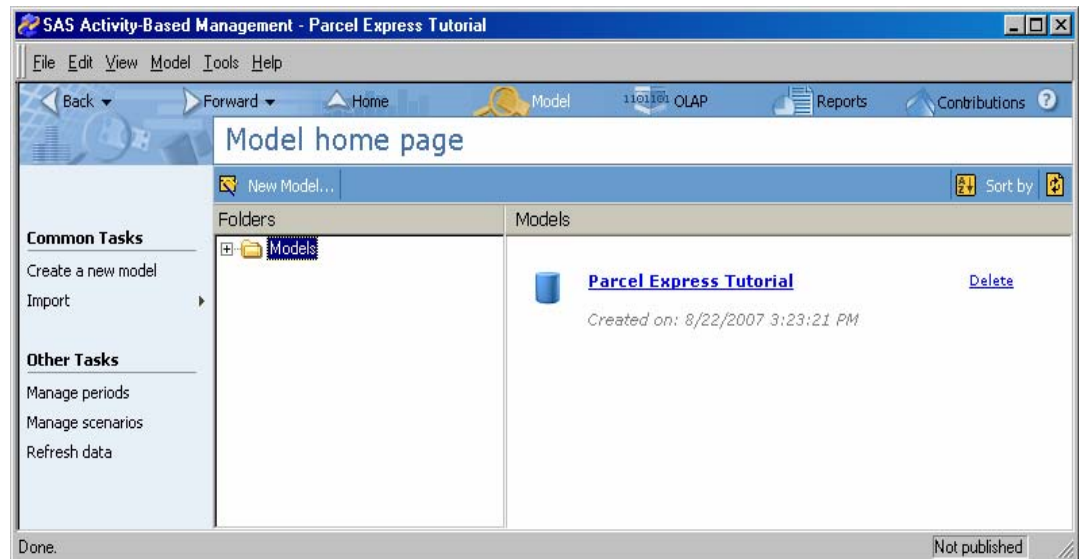 SAS Activity-Based Management - Parcel Express Tutorial
File Edit View Model Tools Help
Back Forward Home Model 1101101 OLAP Reports Contributions ?
Model home page
New Model... Sort by
Common Tasks
Create a new model
Import
Other Tasks
Manage periods
Manage scenarios
Refresh data
Folders
Models
Models
Parcel Express Tutorial Delete
Created on: 8/22/2007 3:23:21 PM
Done. Not published